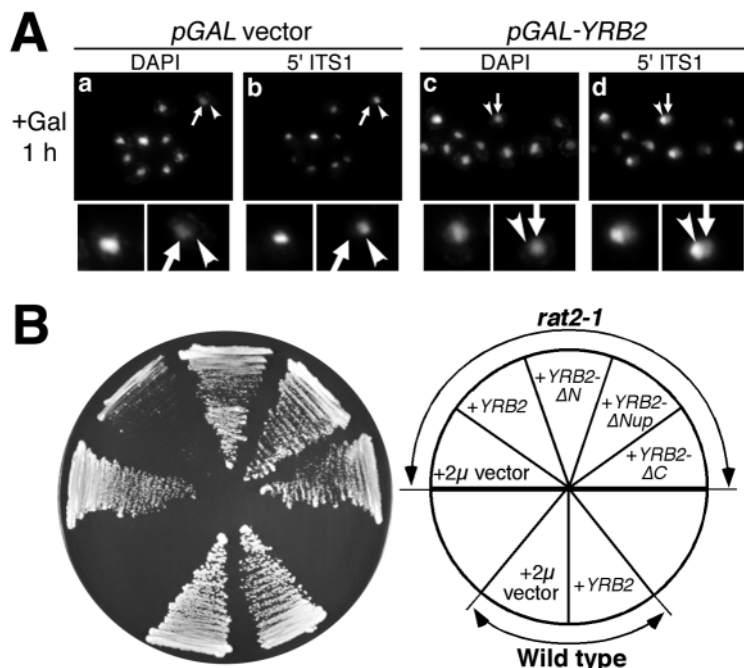 A
pGAL vector
pGAL-YRB2
DAPI
5' ITS1
DAPI
5' ITS1
+Gal
1 h
a
b
c
d
B
rat2-1
+YRB2
+YRB2-
ΔN
+YRB2-
ΔNup
+YRB2-
ΔC
+2μ vector
+2μ
vector
+YRB2
Wild type